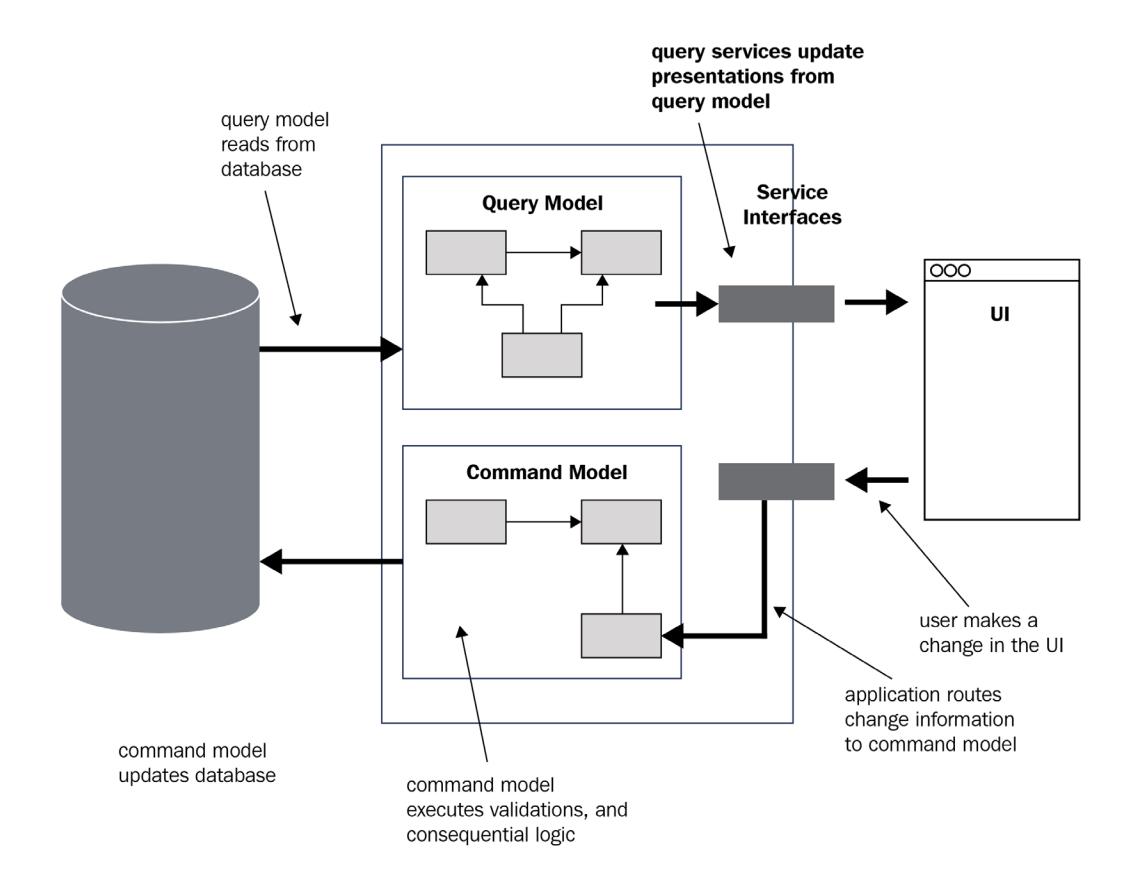 query services update
presentations from
query model
query model
reads from
database
Service
Interfaces
Query Model
UI
Command Model
user makes a
change in the UI
application routes
change information
to command model
command model
updates database
command model
executes validations, and
consequential logic